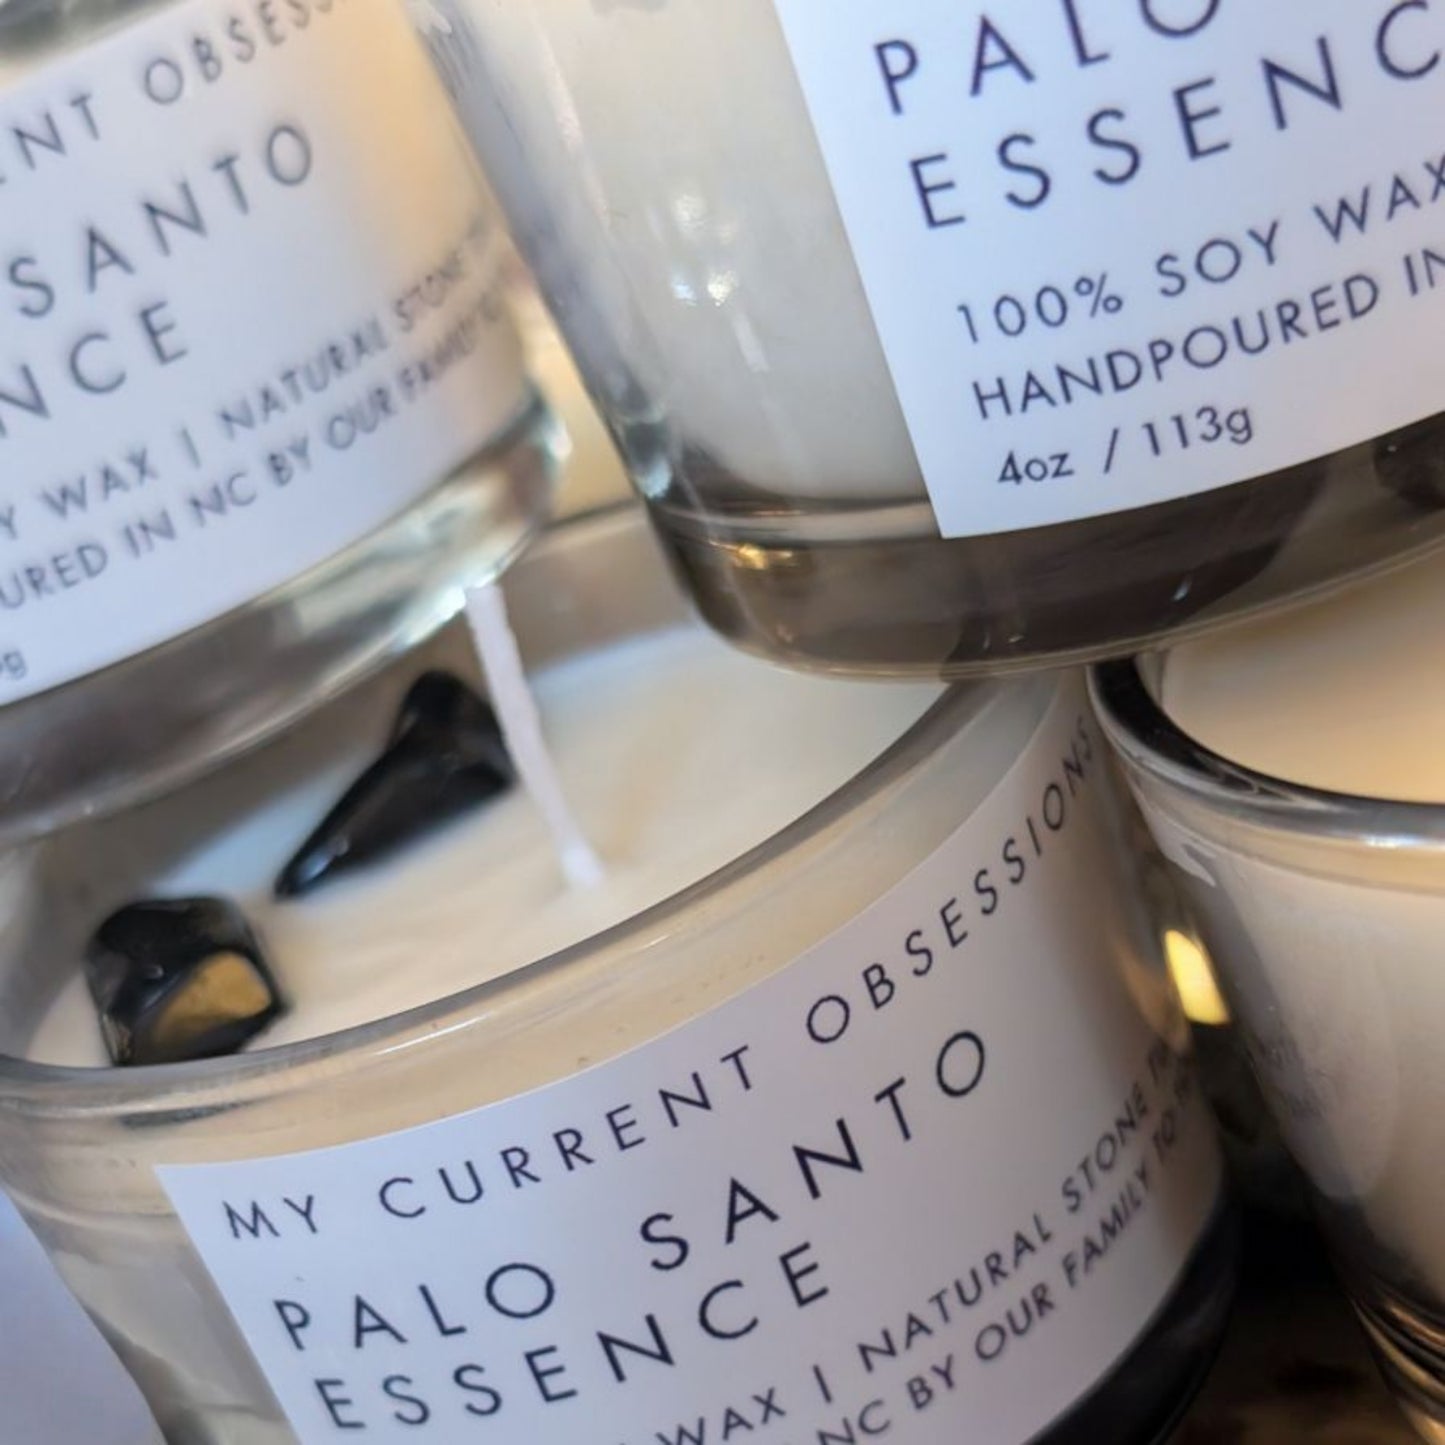 ENT OBSESS
SANTO
NCE
Y WAX | NATURAL STONE
URED IN NC BY OUR FAMILY
g
PALO
ESSENC
100% SOY WAX
HANDPOURED IN
4oz / 113g
MY CURRENT OBSESSIONS
PALO SANTO
ESSENCE
WAX | NATURAL STONE
NC BY OUR FAMILY TO